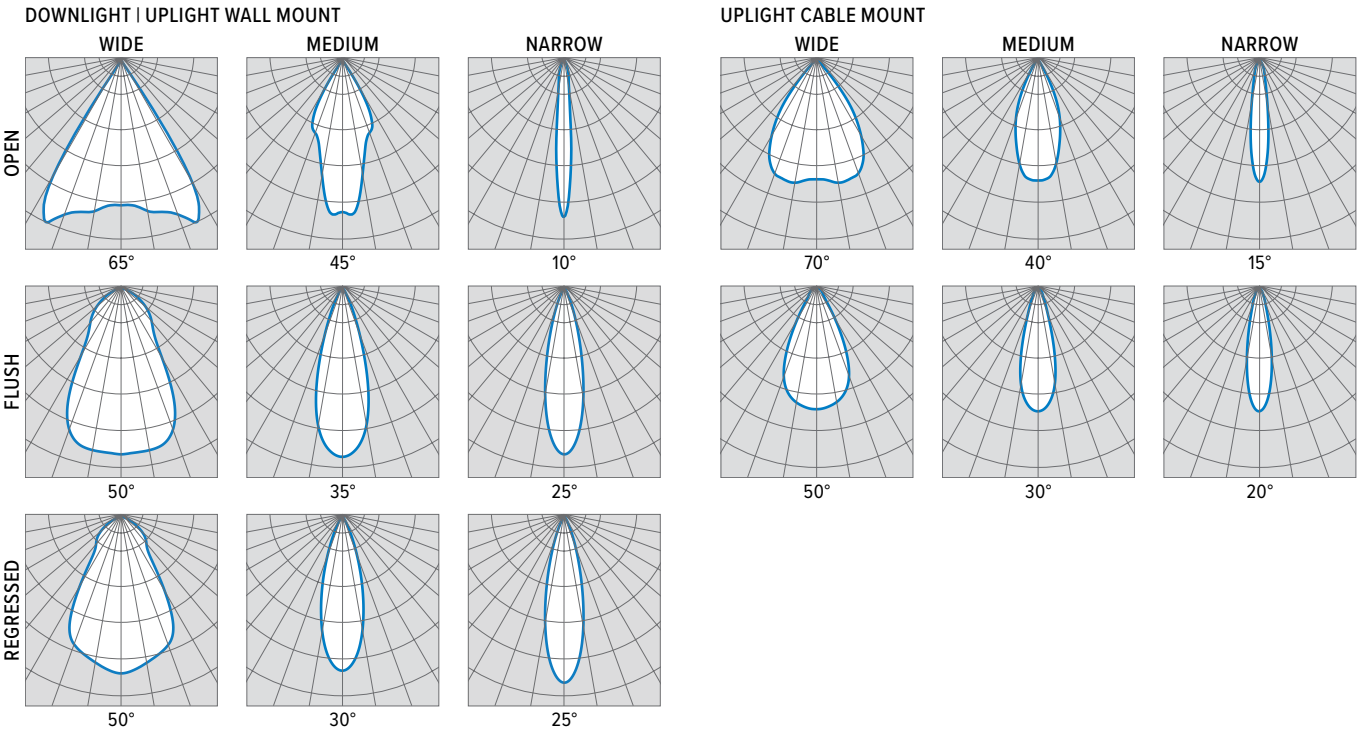 DOWNLIGHT | UPLIGHT WALL MOUNT
WIDE MEDIUM NARROW
OPEN
65° 45° 10°
FLUSH
50° 35° 25°
REGRESSED
50° 30° 25°
UPLIGHT CABLE MOUNT
WIDE MEDIUM NARROW
70° 40° 15°
50° 30° 20°